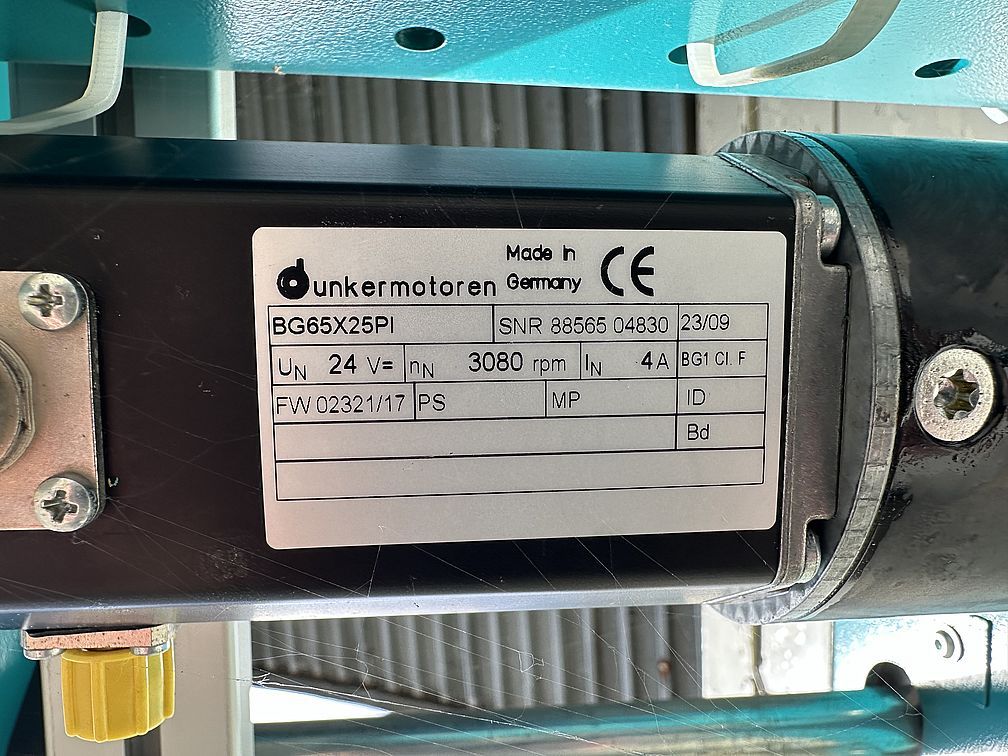 dunkermotoren Made in Germany CE
BG65X25PI SNR 88565 04830 23/09
UN 24 V= nN 3080 rpm IN 4 A BG1 Cl. F
FW 02321/17 PS MP ID
Bd